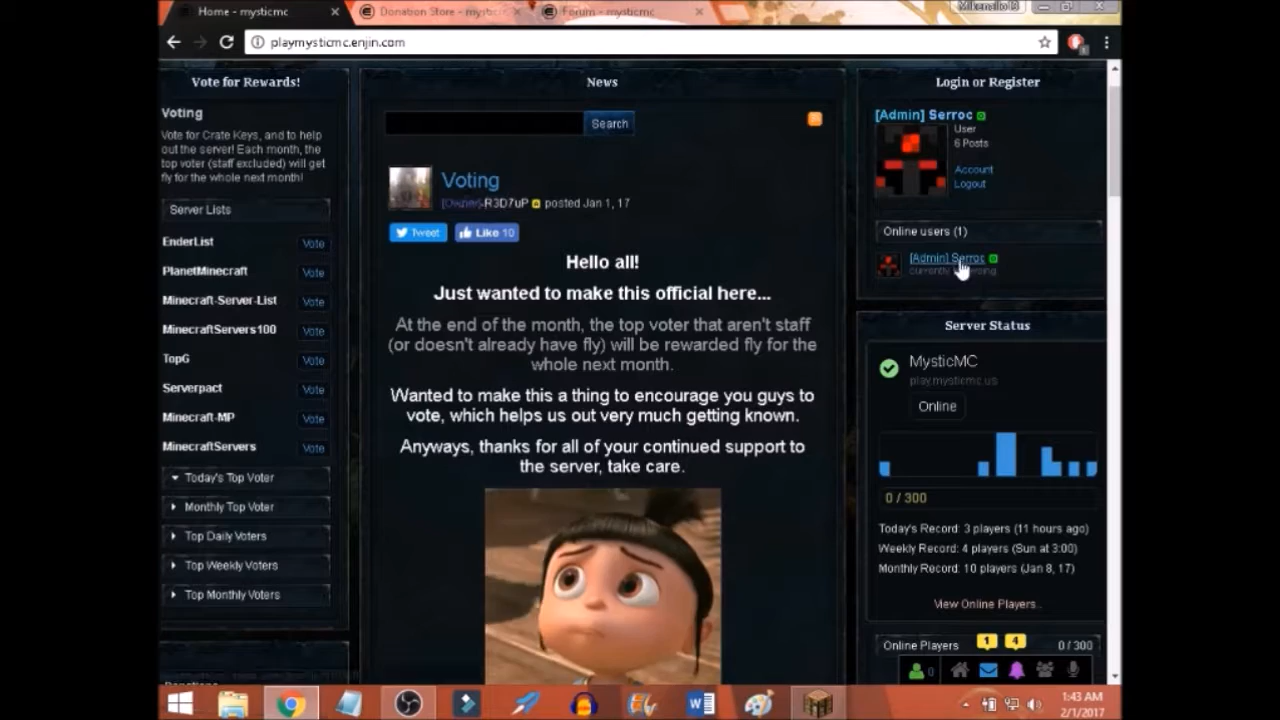 Home - mysticmc
Donation Store - mysticmc
Forum - mysticmc
playmysticmc.enjin.com
Vote for Rewards!
Voting
Vote for Crate Keys, and to help
out the server! Each month, the
top voter (staff excluded) will get
fly for the whole next month!
Server Lists
EnderList Vote
PlanetMinecraft Vote
Minecraft-Server-List Vote
MinecraftServers100 Vote
TopG Vote
Serverpact Vote
Minecraft-MP Vote
MinecraftServers Vote
Today's Top Voter
Monthly Top Voter
Top Daily Voters
Top Weekly Voters
Top Monthly Voters
Donations
News
Search
Voting
[Owner]-R3D7uP posted Jan 1, 17
Tweet
Like 10
Hello all!
Just wanted to make this official here...
At the end of the month, the top voter that aren't staff
(or doesn't already have fly) will be rewarded fly for the
whole next month.
Wanted to make this a thing to encourage you guys to
vote, which helps us out very much getting known.
Anyways, thanks for all of your continued support to
the server, take care.
Login or Register
[Admin] Serroc
User
6 Posts
Account
Logout
Online users (1)
[Admin] Serroc
currently
Server Status
MysticMC
play.mysticmc.us
Online
0 / 300
Today's Record: 3 players (11 hours ago)
Weekly Record: 4 players (Sun at 3:00)
Monthly Record: 10 players (Jan 8, 17)
View Online Players..
Online Players 0 / 300
1
4
0
1:43 AM
2/1/2017